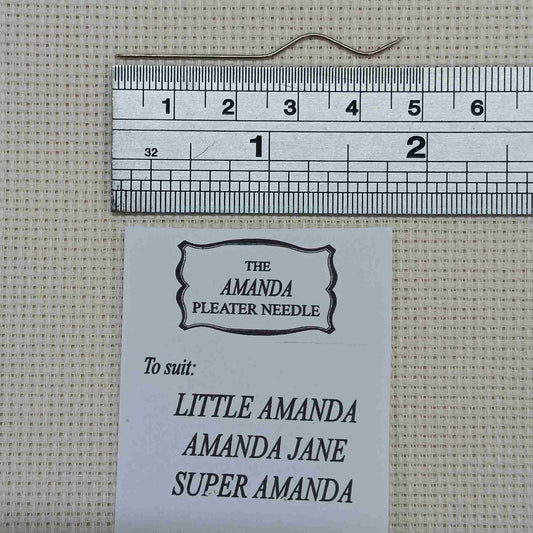 1 2 3 4 5 6
32 1 2
THE
AMANDA
PLEATER NEEDLE
To suit:
LITTLE AMANDA
AMANDA JANE
SUPER AMANDA